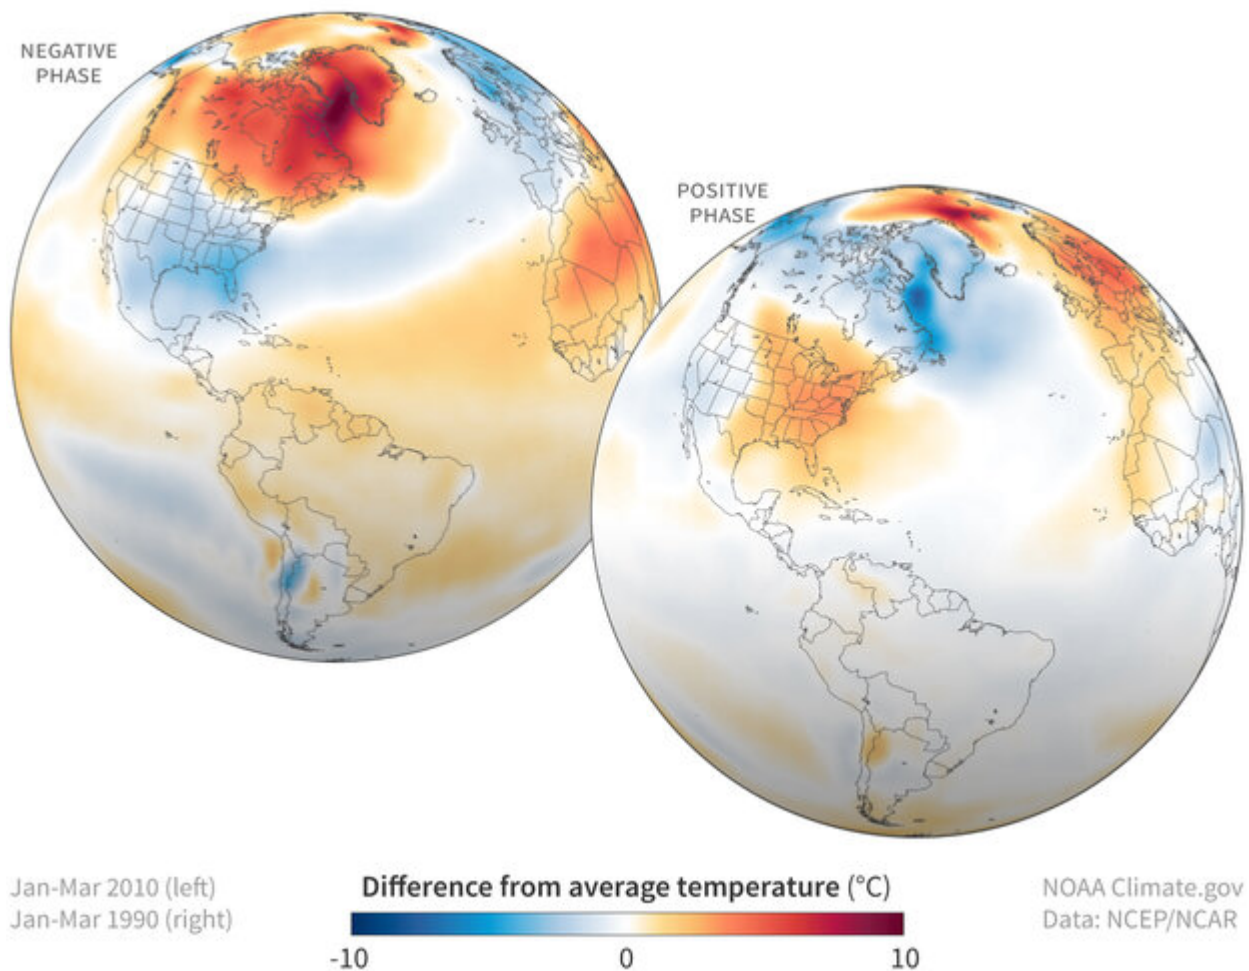 NEGATIVE
PHASE
POSITIVE
PHASE
Jan-Mar 2010 (left)
Jan-Mar 1990 (right)
Difference from average temperature (°C)
-10
0
10
NOAA Climate.gov
Data: NCEP/NCAR